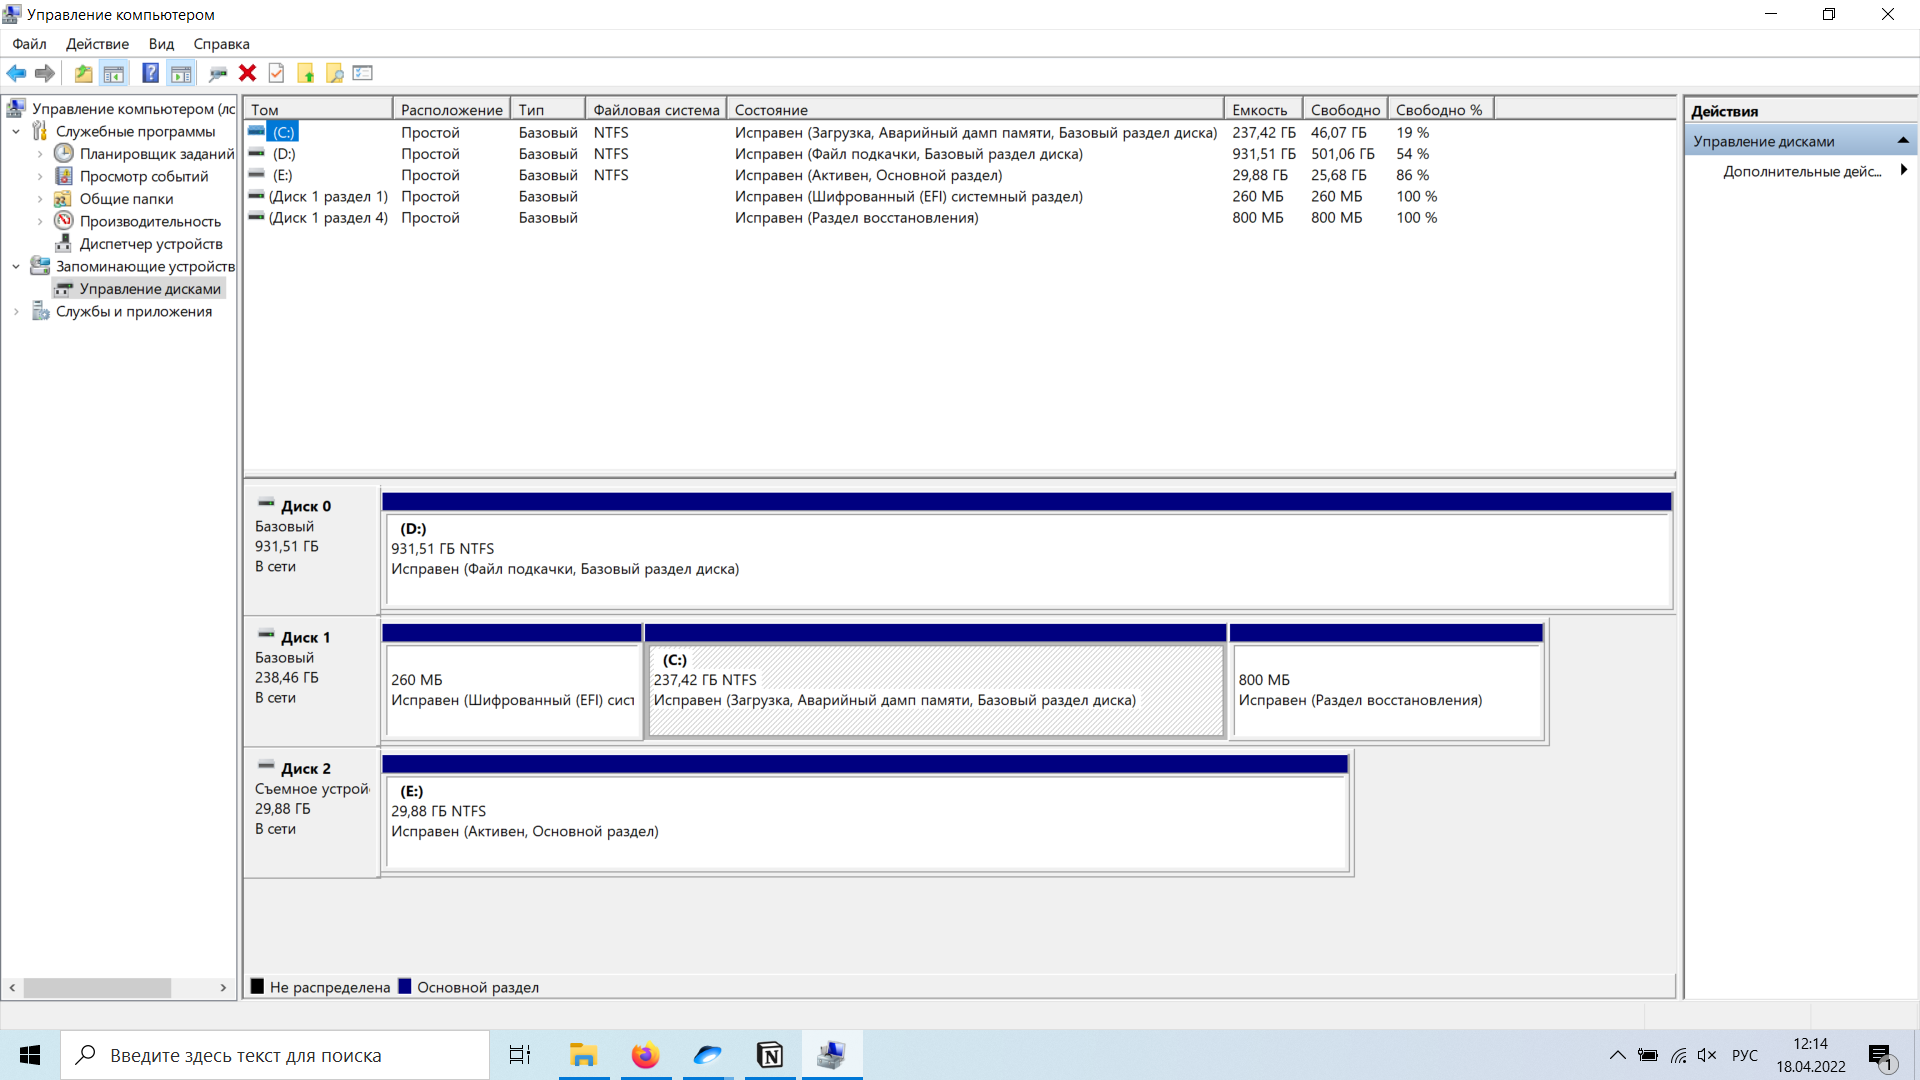 Управление компьютером
Файл Действие Вид Справка
Управление компьютером (лс
Служебные программы
Планировщик заданий
Просмотр событий
Общие папки
Производительность
Диспетчер устройств
Запоминающие устройств
Управление дисками
Службы и приложения
Том Расположение Тип Файловая система Состояние Емкость Свободно Свободно %
(C:) Простой Базовый NTFS Исправен (Загрузка, Аварийный дамп памяти, Базовый раздел диска) 237,42 ГБ 46,07 ГБ 19 %
(D:) Простой Базовый NTFS Исправен (Файл подкачки, Базовый раздел диска) 931,51 ГБ 501,06 ГБ 54 %
(E:) Простой Базовый NTFS Исправен (Активен, Основной раздел) 29,88 ГБ 25,68 ГБ 86 %
(Диск 1 раздел 1) Простой Базовый Исправен (Шифрованный (EFI) системный раздел) 260 МБ 260 МБ 100 %
(Диск 1 раздел 4) Простой Базовый Исправен (Раздел восстановления) 800 МБ 800 МБ 100 %
Диск 0
Базовый
931,51 ГБ
В сети
(D:)
931,51 ГБ NTFS
Исправен (Файл подкачки, Базовый раздел диска)
Диск 1
Базовый
238,46 ГБ
В сети
260 МБ
Исправен (Шифрованный (EFI) сист
(C:)
237,42 ГБ NTFS
Исправен (Загрузка, Аварийный дамп памяти, Базовый раздел диска)
800 МБ
Исправен (Раздел восстановления)
Диск 2
Съемное устрой
29,88 ГБ
В сети
(E:)
29,88 ГБ NTFS
Исправен (Активен, Основной раздел)
Не распределена Основной раздел
Действия
Управление дисками
Дополнительные дейс...
Введите здесь текст для поиска
РУС
12:14
18.04.2022
1